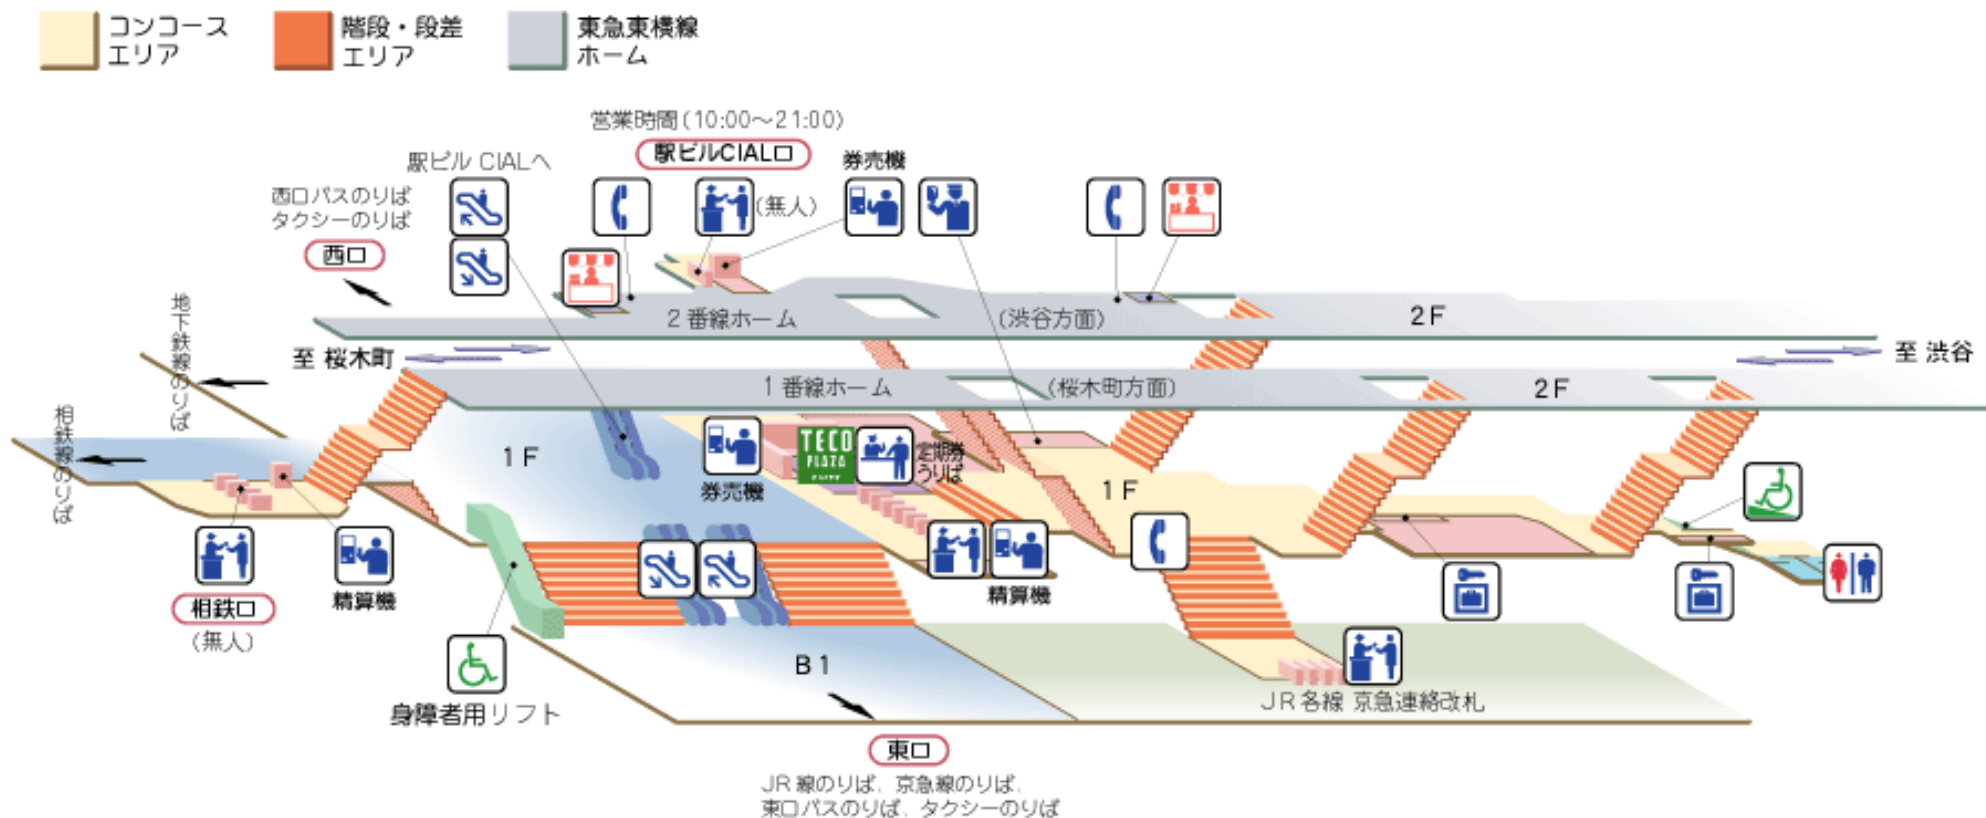 コンコース
エリア
階段・段差
エリア
東急東横線
ホーム
営業時間(10:00〜21:00)
駅ビルCIAL口
券売機
駅ビル CIALへ
(無人)
西口バスのりば
タクシーのりば
西口
地下鉄線のりば
2番線ホーム
(渋谷方面)
2F
至 桜木町
至 渋谷
1番線ホーム
(桜木町方面)
2F
相鉄線のりば
1F
TECO
PLAZA
定期券
うりば
券売機
1F
精算機
精算機
相鉄口
(無人)
B1
身障者用リフト
JR各線 京急連絡改札
東口
JR線のりば、京急線のりば、
東口バスのりば、タクシーのりば